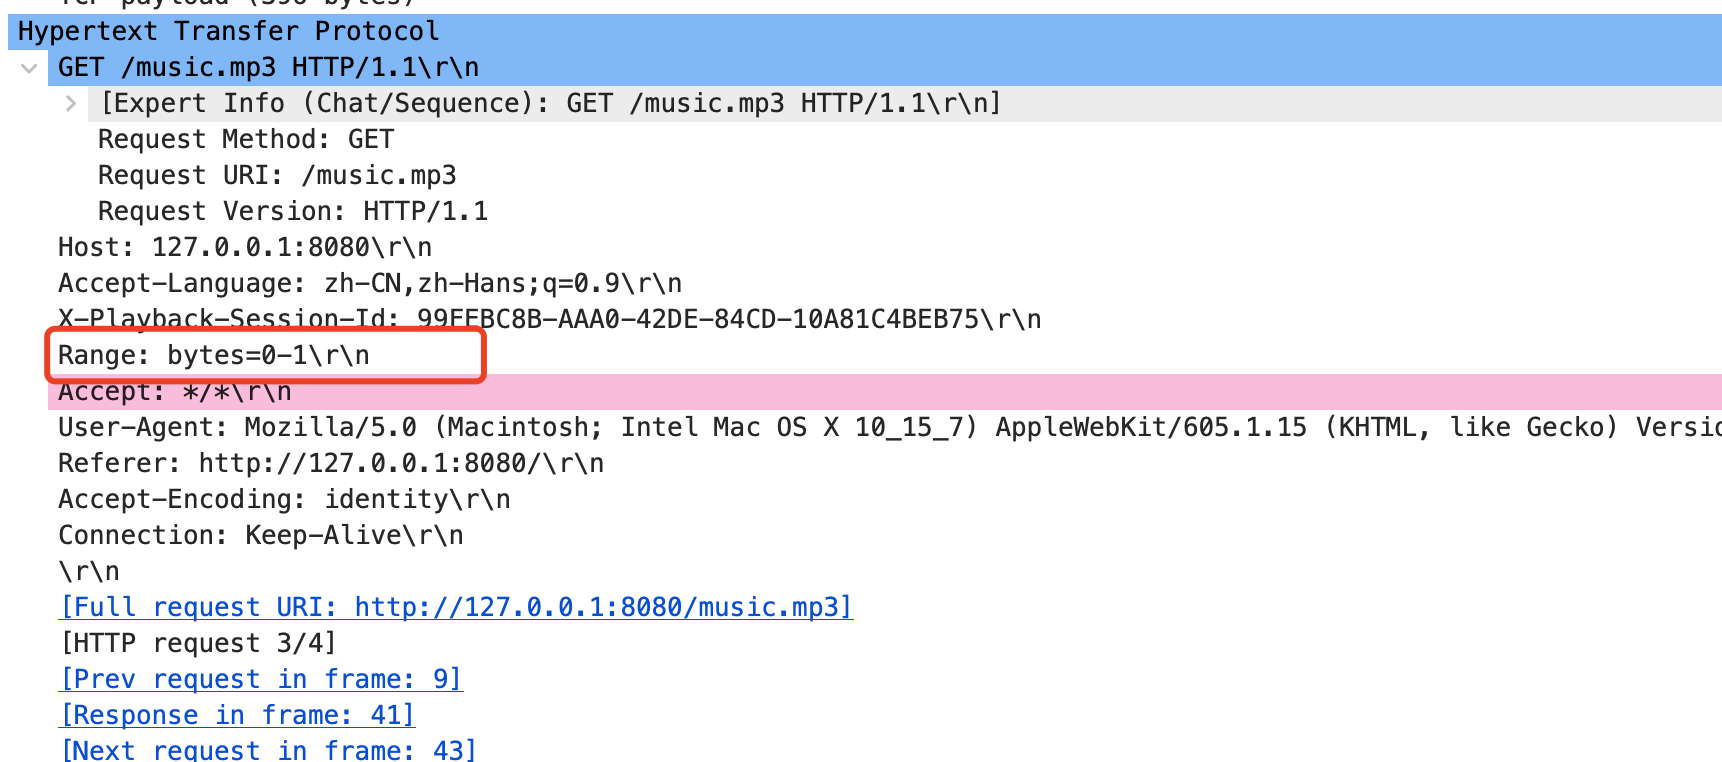 Hypertext Transfer Protocol
GET /music.mp3 HTTP/1.1\r\n
[Expert Info (Chat/Sequence): GET /music.mp3 HTTP/1.1\r\n]
Request Method: GET
Request URI: /music.mp3
Request Version: HTTP/1.1
Host: 127.0.0.1:8080\r\n
Accept-Language: zh-CN,zh-Hans;q=0.9\r\n
X-Playback-Session-Id: 99FEBC8B-AAA0-42DE-84CD-10A81C4BEB75\r\n
Range: bytes=0-1\r\n
Accept: */*\r\n
User-Agent: Mozilla/5.0 (Macintosh; Intel Mac OS X 10_15_7) AppleWebKit/605.1.15 (KHTML, like Gecko) Versio
Referer: http://127.0.0.1:8080/\r\n
Accept-Encoding: identity\r\n
Connection: Keep-Alive\r\n
\r\n
[Full request URI: http://127.0.0.1:8080/music.mp3]
[HTTP request 3/4]
[Prev request in frame: 9]
[Response in frame: 41]
[Next request in frame: 43]